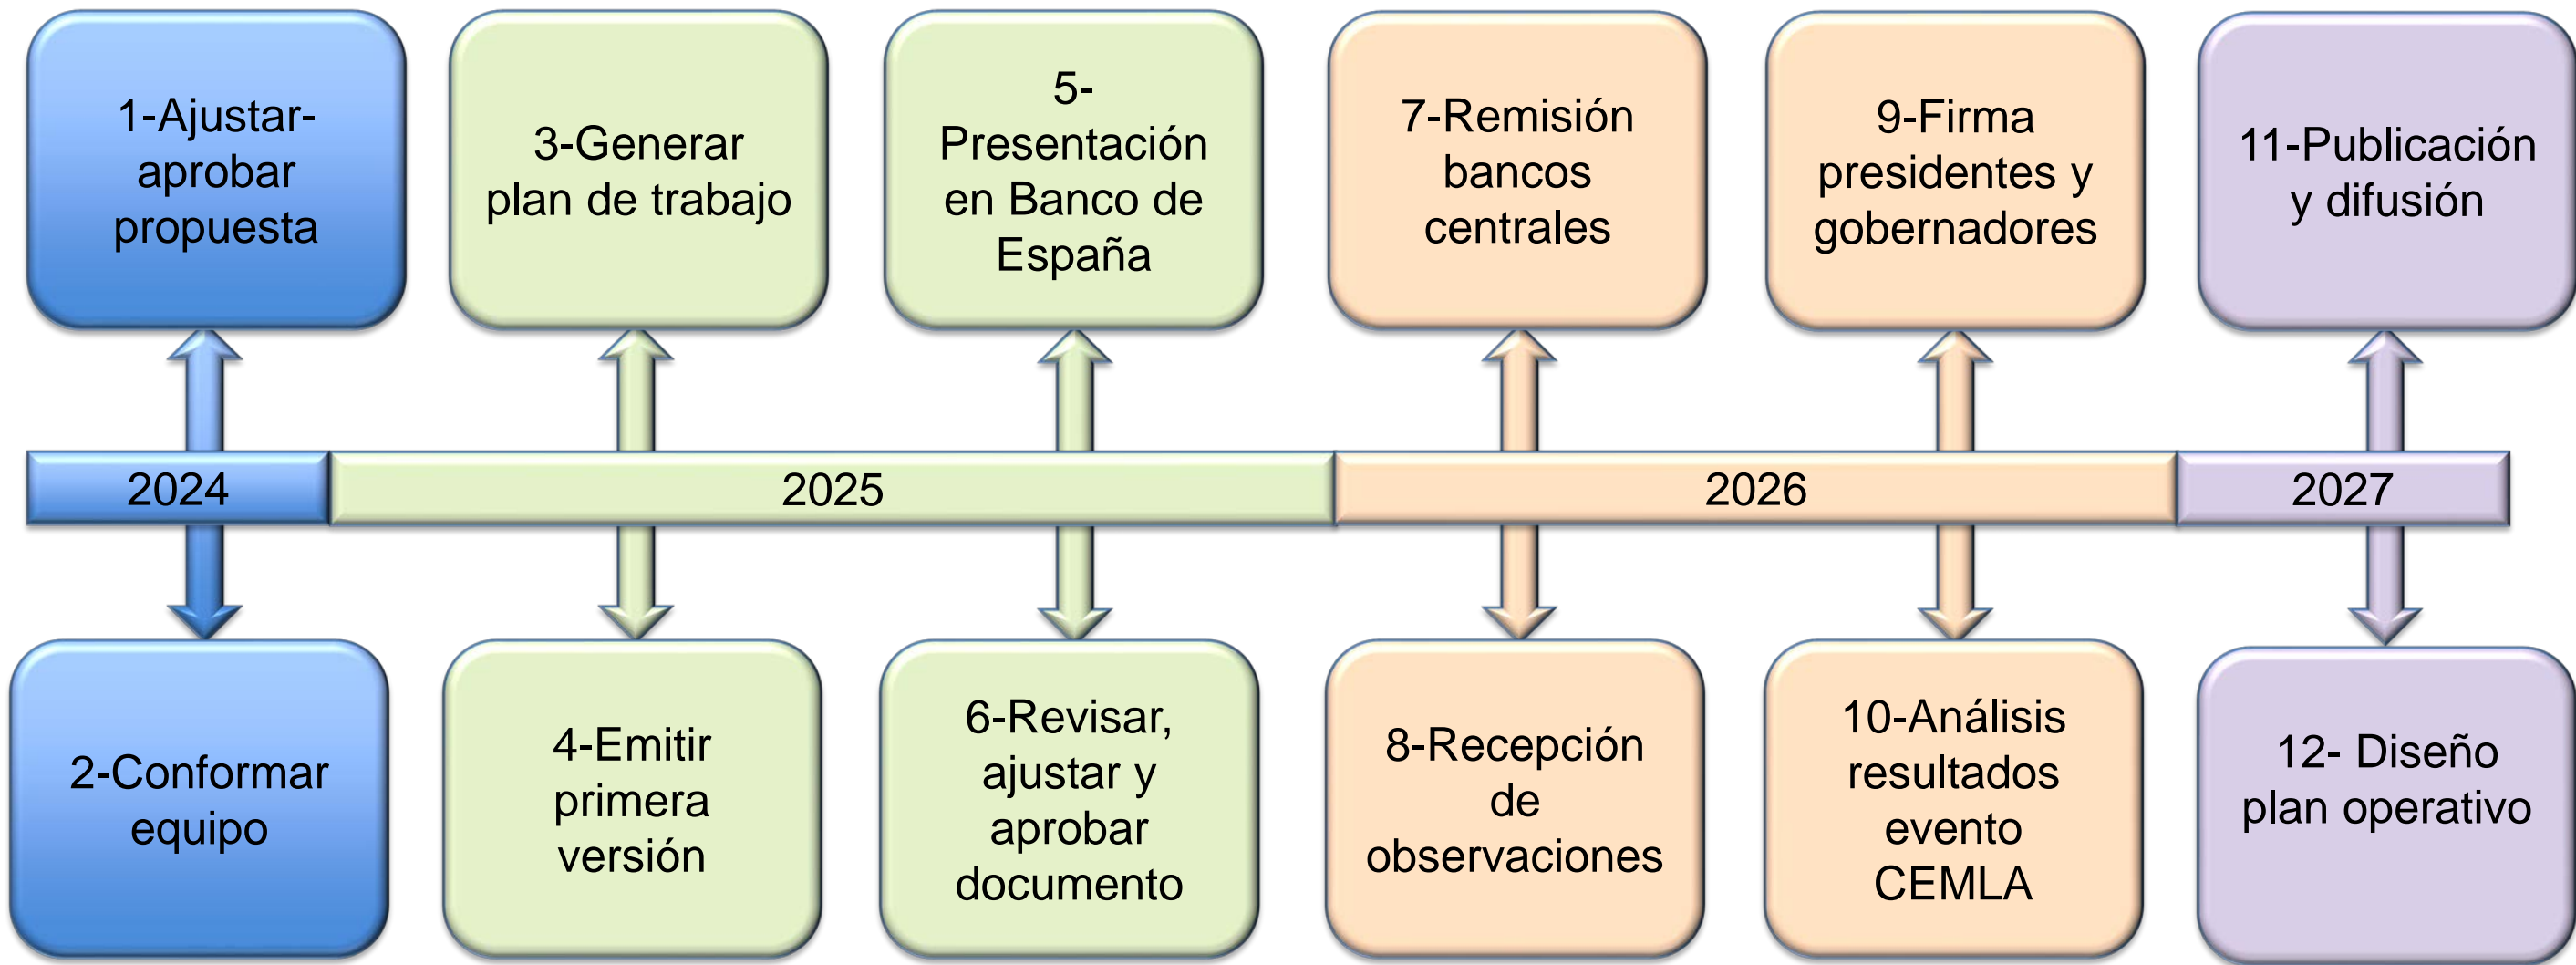 1-Ajustar-
aprobar
propuesta
3-Generar
plan de trabajo
5-
Presentación
en Banco de
España
7-Remisión
bancos
centrales
9-Firma
presidentes y
gobernadores
11-Publicación
y difusión
2024
2025
2026
2027
2-Conformar
equipo
4-Emitir
primera
versión
6-Revisar,
ajustar y
aprobar
documento
8-Recepción
de
observaciones
10-Análisis
resultados
evento
CEMLA
12- Diseño
plan operativo